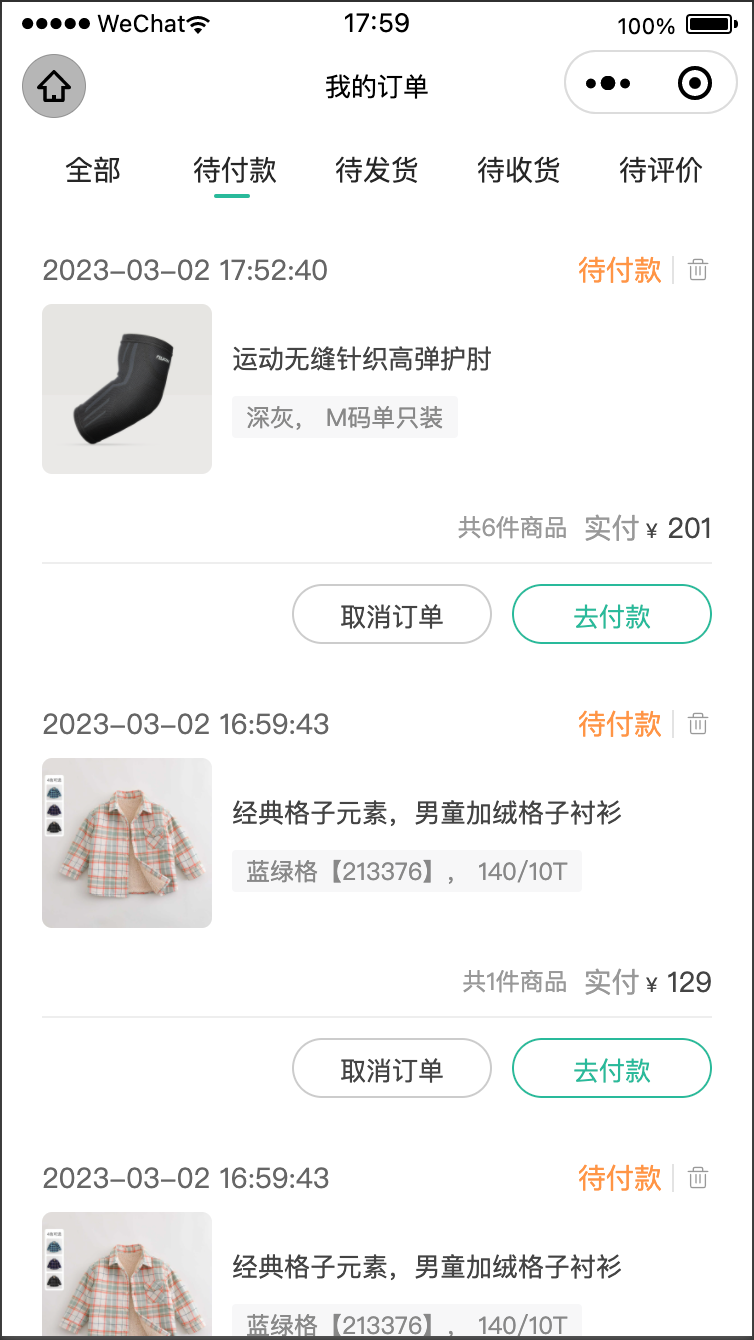 WeChat 17:59 100%
我的订单
全部 待付款 待发货 待收货 待评价
2023-03-02 17:52:40 待付款
运动无缝针织高弹护肘
深灰， M码单只装
共6件商品 实付 ¥ 201
取消订单 去付款
2023-03-02 16:59:43 待付款
经典格子元素，男童加绒格子衬衫
蓝绿格【213376】， 140/10T
共1件商品 实付 ¥ 129
取消订单 去付款
2023-03-02 16:59:43 待付款
经典格子元素，男童加绒格子衬衫
蓝绿格【213376】， 140/10T